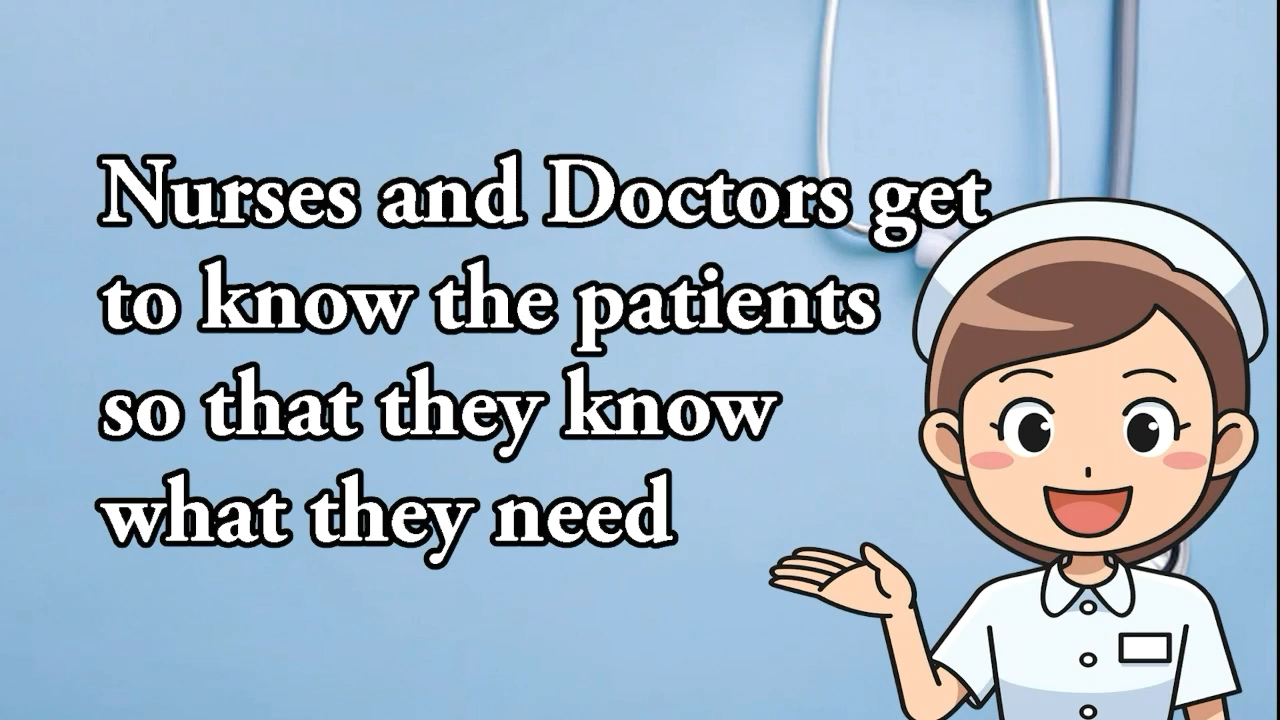 Nurses and Doctors get
to know the patients
so that they know
what they need